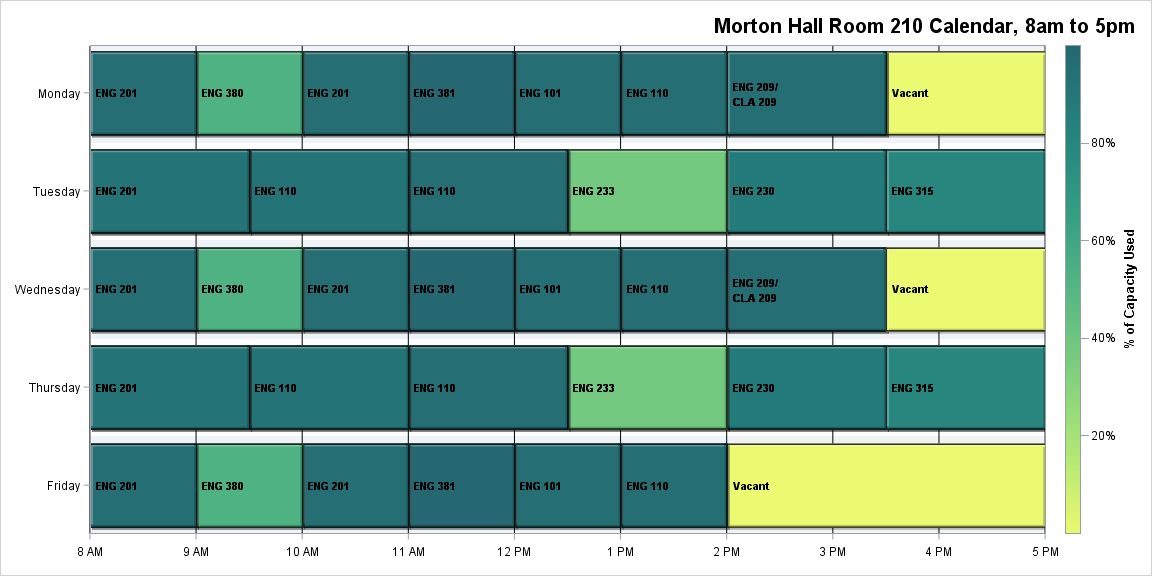 Morton Hall Room 210 Calendar, 8am to 5pm
Monday
ENG 201
ENG 380
ENG 201
ENG 381
ENG 101
ENG 110
ENG 209/
CLA 209
Vacant
Tuesday
ENG 201
ENG 110
ENG 110
ENG 233
ENG 230
ENG 315
Wednesday
ENG 201
ENG 380
ENG 201
ENG 381
ENG 101
ENG 110
ENG 209/
CLA 209
Vacant
Thursday
ENG 201
ENG 110
ENG 110
ENG 233
ENG 230
ENG 315
Friday
ENG 201
ENG 380
ENG 201
ENG 381
ENG 101
ENG 110
Vacant
8 AM
9 AM
10 AM
11 AM
12 PM
1 PM
2 PM
3 PM
4 PM
5 PM
80%
60%
40%
20%
% of Capacity Used